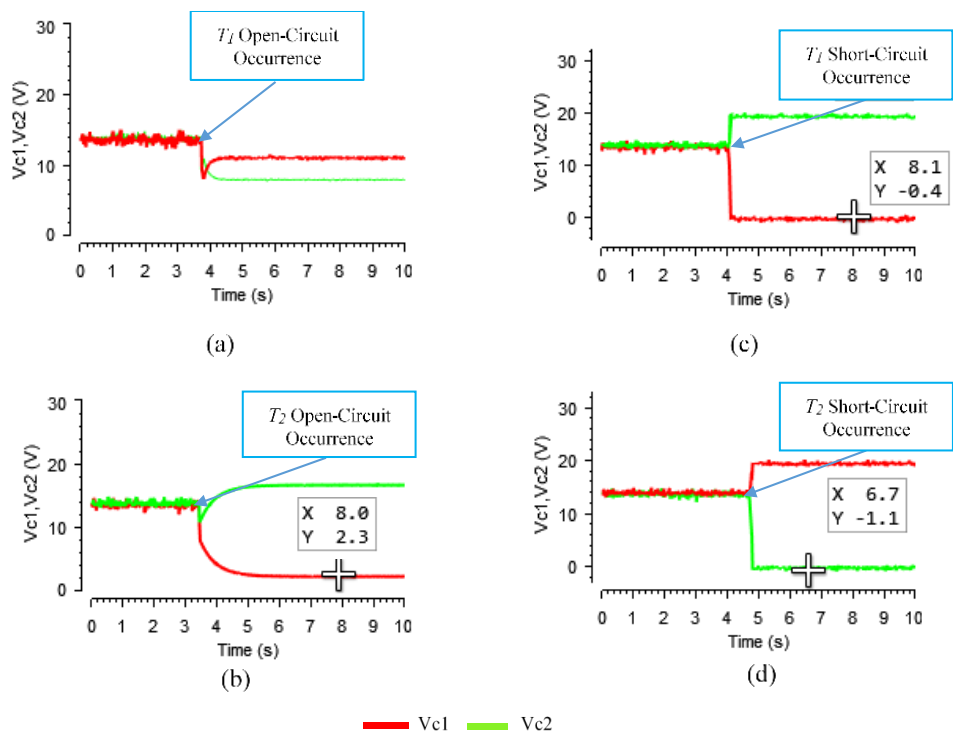 T1 Open-Circuit
Occurrence
Vc1,Vc2 (V)
30
20
10
0
0 1 2 3 4 5 6 7 8 9 10
Time (s)
(a)
T1 Short-Circuit
Occurrence
Vc1,Vc2 (V)
30
20
10
0
X 8.1
Y -0.4
0 1 2 3 4 5 6 7 8 9 10
Time (s)
(c)
T2 Open-Circuit
Occurrence
Vc1,Vc2 (V)
30
20
10
0
X 8.0
Y 2.3
0 1 2 3 4 5 6 7 8 9 10
Time (s)
(b)
T2 Short-Circuit
Occurrence
Vc1,Vc2 (V)
30
20
10
0
X 6.7
Y -1.1
0 1 2 3 4 5 6 7 8 9 10
Time (s)
(d)
Vc1 Vc2